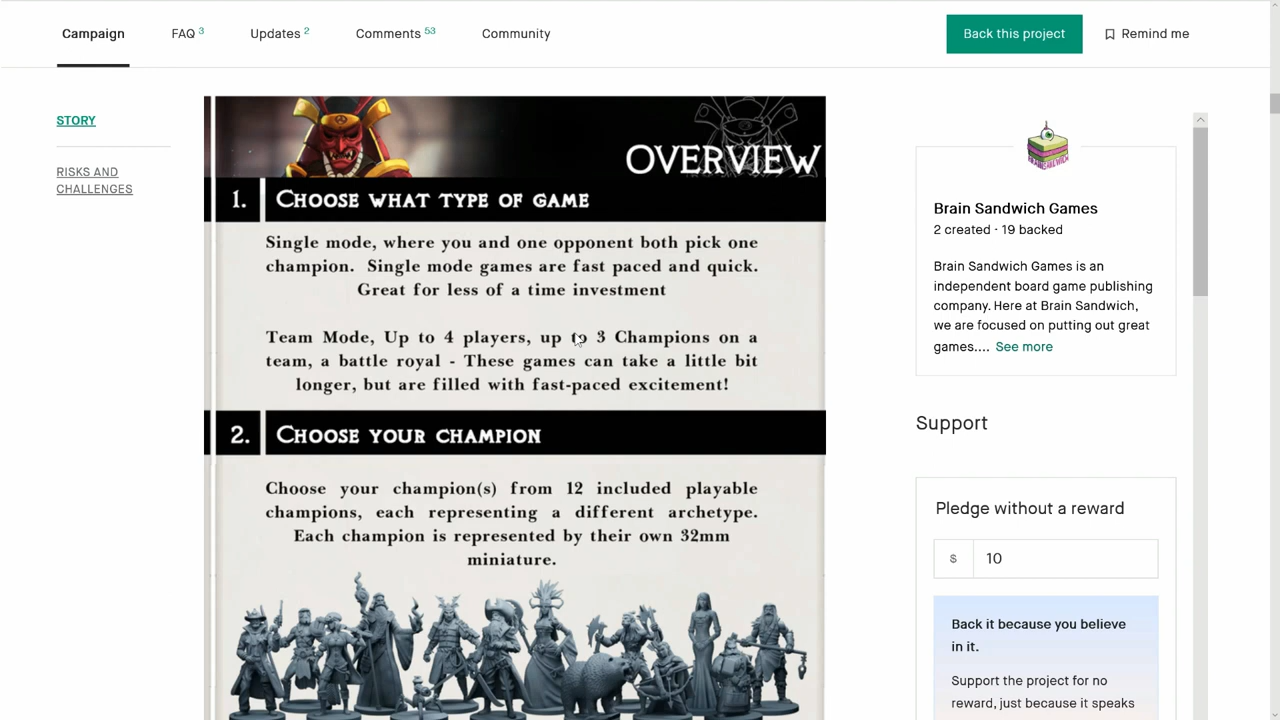 Campaign
FAQ 3
Updates 2
Comments 53
Community
Back this project
Remind me
STORY
RISKS AND
CHALLENGES
OVERVIEW
1. Choose what type of game
Single mode, where you and one opponent both pick one
champion. Single mode games are fast paced and quick.
Great for less of a time investment
Team Mode, Up to 4 players, up to 3 Champions on a
team, a battle royal - These games can take a little bit
longer, but are filled with fast-paced excitement!
2. Choose your champion
Choose your champion(s) from 12 included playable
champions, each representing a different archetype.
Each champion is represented by their own 32mm
miniature.
Brain Sandwich Games
2 created · 19 backed
Brain Sandwich Games is an
independent board game publishing
company. Here at Brain Sandwich,
we are focused on putting out great
games.... See more
Support
Pledge without a reward
$ 10
Back it because you believe
in it.
Support the project for no
reward, just because it speaks